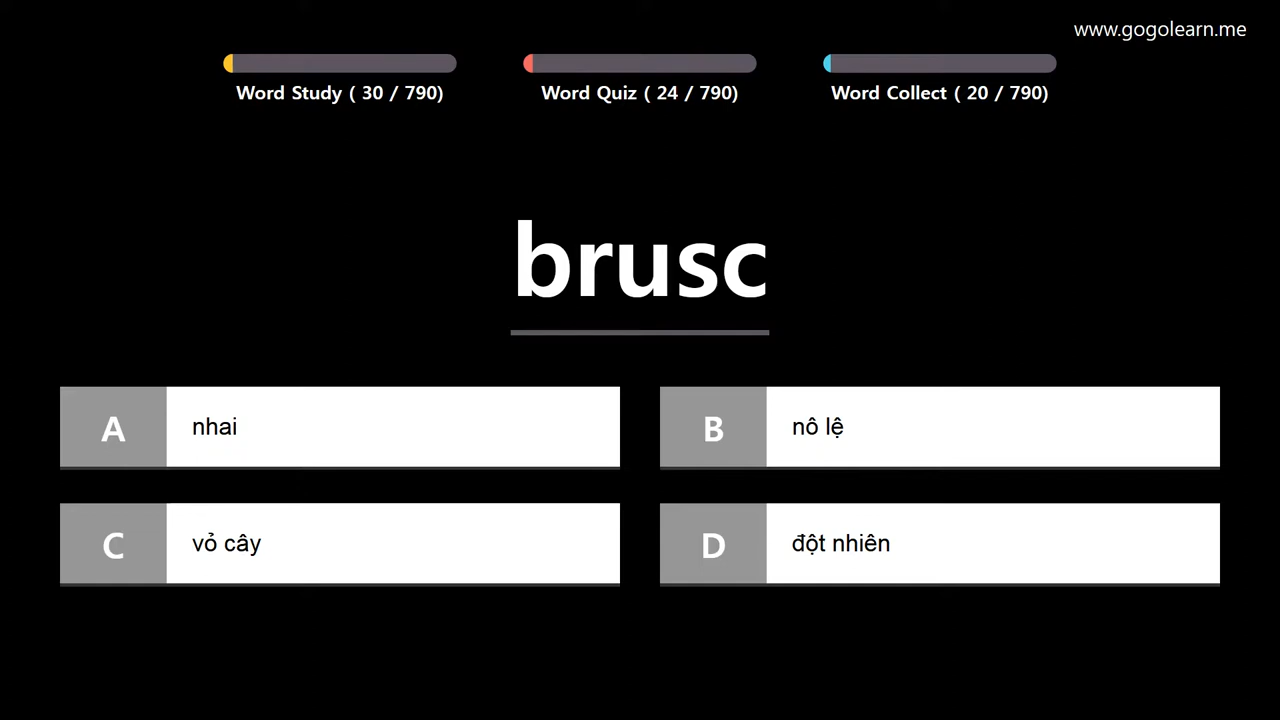 www.gogolearn.me
Word Study ( 30 / 790)
Word Quiz ( 24 / 790)
Word Collect ( 20 / 790)
brusc
A
nhai
B
nô lệ
C
vỏ cây
D
đột nhiên